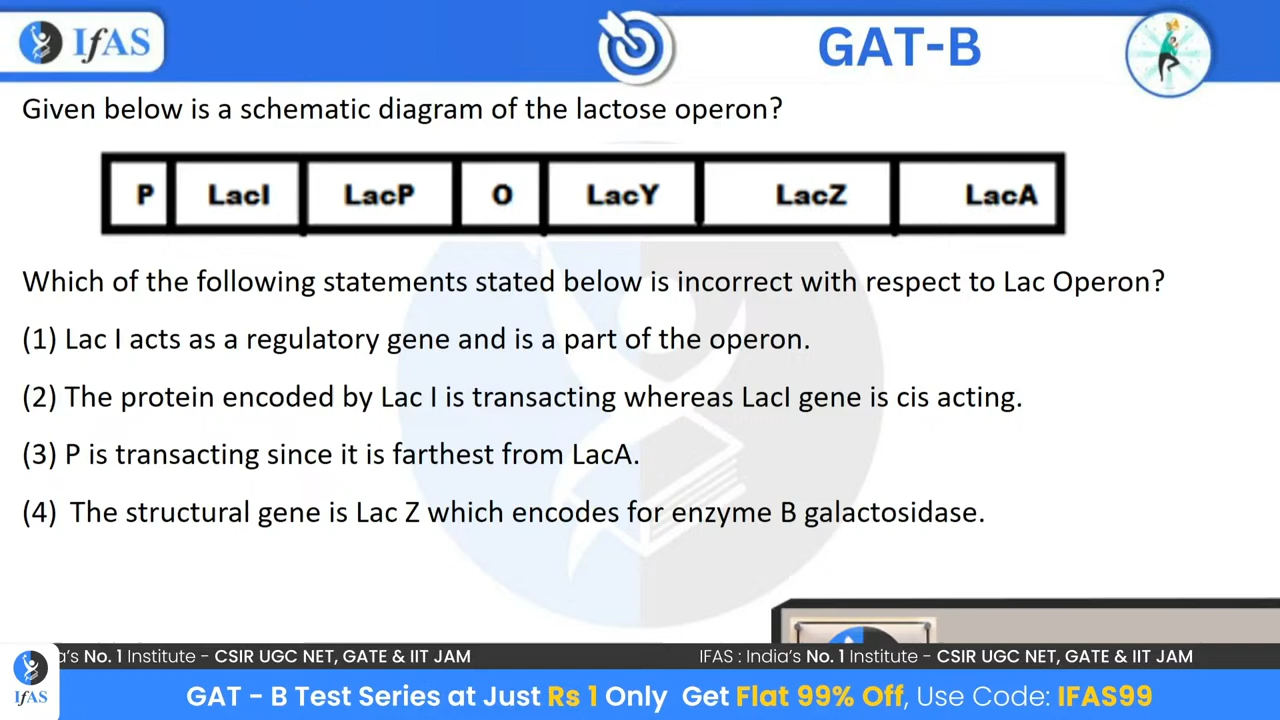 IfAS
GAT-B
Given below is a schematic diagram of the lactose operon?
P LacI LacP O LacY LacZ LacA
Which of the following statements stated below is incorrect with respect to Lac Operon?
(1) Lac I acts as a regulatory gene and is a part of the operon.
(2) The protein encoded by Lac I is transacting whereas LacI gene is cis acting.
(3) P is transacting since it is farthest from LacA.
(4) The structural gene is Lac Z which encodes for enzyme B galactosidase.
a's No. 1 Institute - CSIR UGC NET, GATE & IIT JAM IFAS : India's No. 1 Institute - CSIR UGC NET, GATE & IIT JAM
IfAS
GAT - B Test Series at Just Rs 1 Only Get Flat 99% Off, Use Code: IFAS99